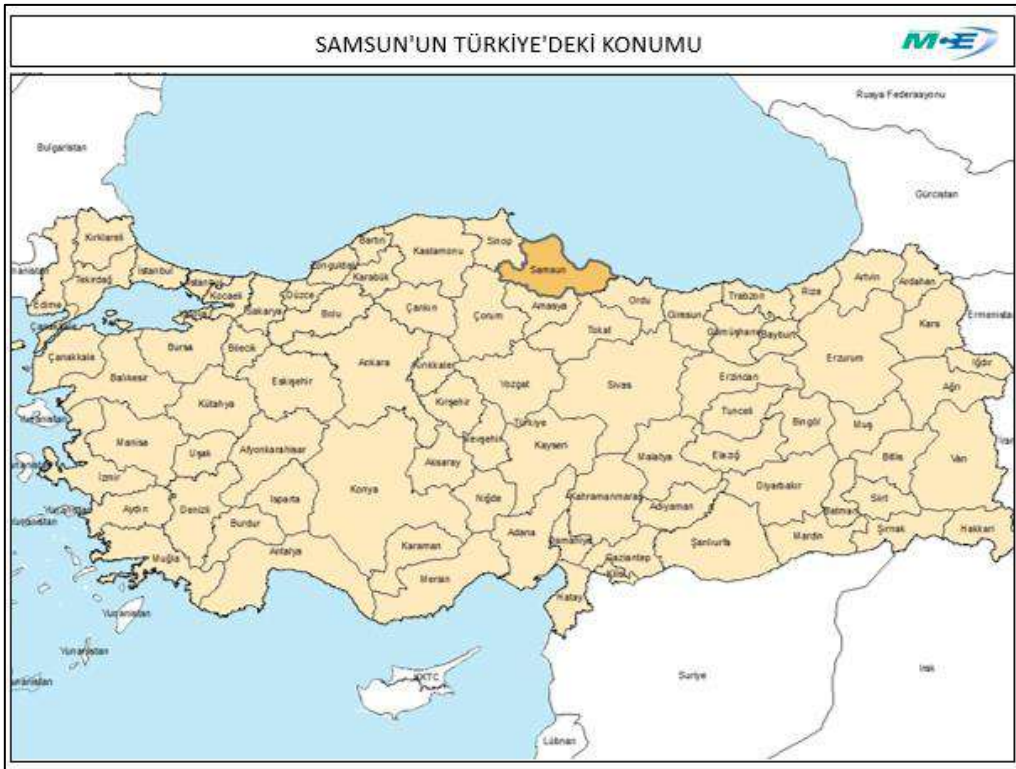 SAMSUN'UN TÜRKİYE'DEKİ KONUMU
Rusya Federasyonu
Bulgaristan
Gürcistan
Kırklareli
Tekirdağ
İstanbul
İstanbul
Edirne
Kocaeli
Sakarya
Düzce
Zonguldak
Bartın
Karabük
Kastamonu
Sinop
Samsun
Bolu
Çankırı
Çorum
Amasya
Ordu
Giresun
Trabzon
Rize
Artvin
Ardahan
Kars
Ermenistan
Iğdır
Ağrı
Gümüşhane
Bayburt
Tokat
Çanakkale
Çanakkale
Bursa
Bilecik
Balıkesir
Kütahya
Eskişehir
Ankara
Kırıkkale
Kırşehir
Yozgat
Sivas
Erzincan
Erzurum
Tunceli
Bingöl
Muş
Türkiye
Nevşehir
Kayseri
Malatya
Elazığ
Bitlis
Van
Manisa
Uşak
Afyonkarahisar
İzmir
Konya
Aksaray
Niğde
Isparta
Aydın
Denizli
Burdur
Kahramanmaraş
Adıyaman
Diyarbakır
Batman
Siirt
Şırnak
Hakkari
Mardin
Şanlıurfa
Gaziantep
Kilis
Osmaniye
Adana
Karaman
Mersin
Antalya
Muğla
Hatay
Yunanistan
Yunanistan
KKTC
Suriye
Irak
Lübnan